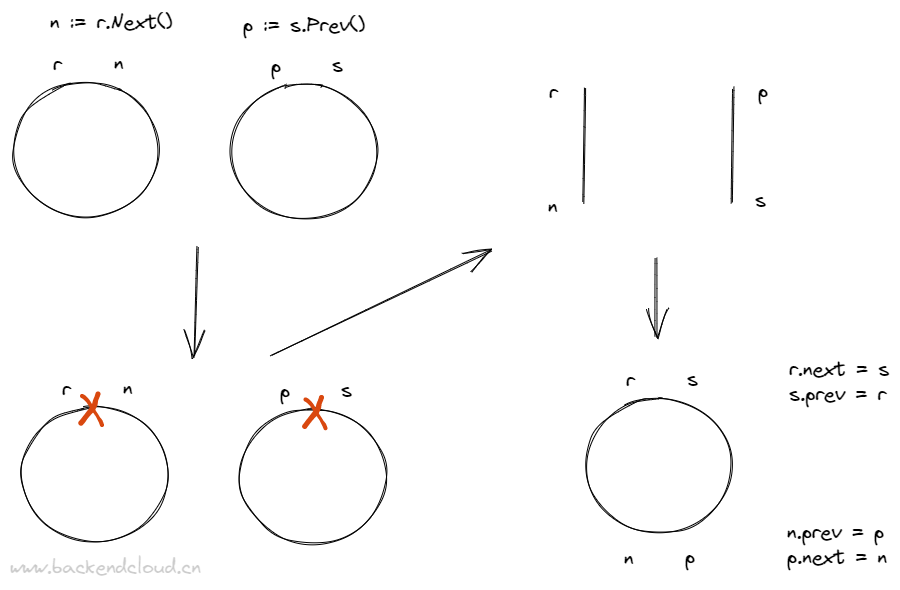 n := r.Next()
p := s.Prev()
r n
p s
r
p
n
s
r n
p s
r.next = s
s.prev = r
r s
n.prev = p
p.next = n
n p
www.backendcloud.cn